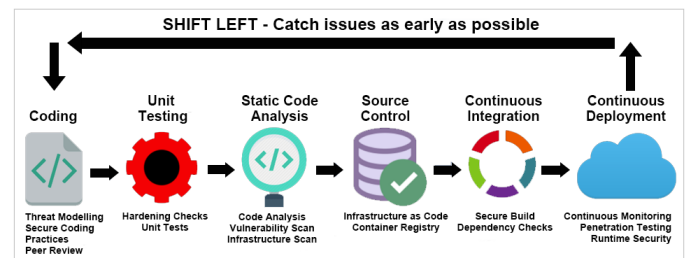 SHIFT LEFT - Catch issues as early as possible
Coding
Unit
Testing
Static Code
Analysis
Source
Control
Continuous
Integration
Continuous
Deployment
</>
</>
Threat Modelling
Secure Coding
Practices
Peer Review
Hardening Checks
Unit Tests
Code Analysis
Vulnerability Scan
Infrastructure Scan
Infrastructure as Code
Container Registry
Secure Build
Dependency Checks
Continuous Monitoring
Penetration Testing
Runtime Security